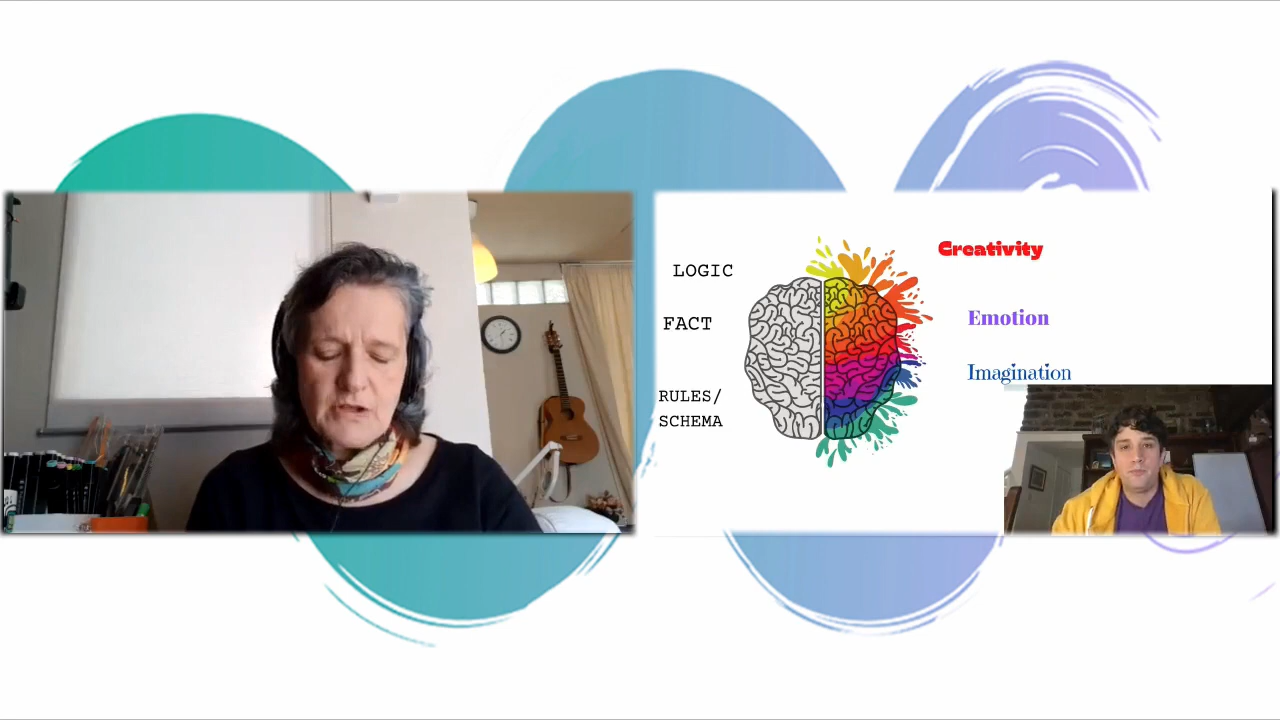 LOGIC
FACT
RULES/
SCHEMA
Creativity
Emotion
Imagination